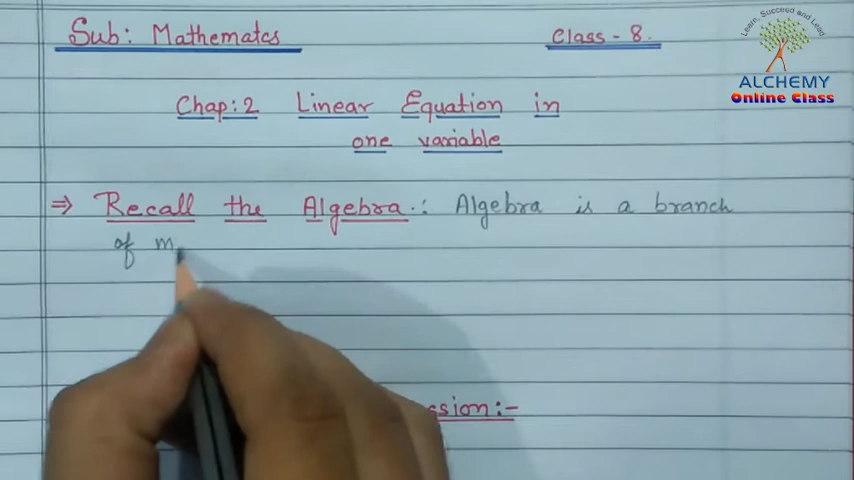 Sub: Mathematcs
Class - 8.
Learn, Succeed and Lead
ALCHEMY
Online Class
Chap: 2 Linear Equation in
one variable
⇒ Recall the Algebra.: Algebra is a branch
of m
ssion:-